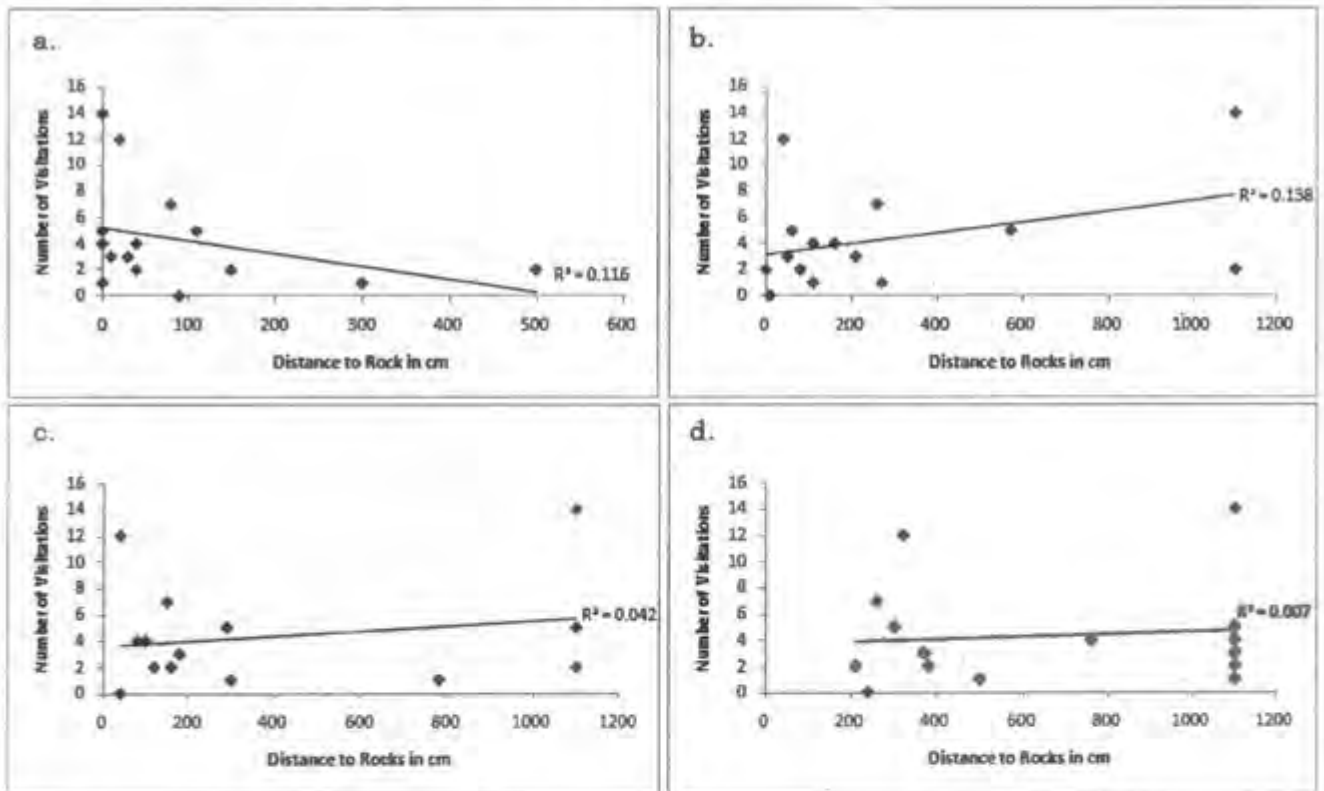 a.
Number of Visitations
16
14
12
10
8
6
4
2
0
0 100 200 300 400 500 600
R² = 0.116
Distance to Rock in cm
b.
Number of Visitations
16
14
12
10
8
6
4
2
0
0 200 400 600 800 1000 1200
R² = 0.138
Distance to Rocks in cm
c.
Number of Visitations
16
14
12
10
8
6
4
2
0
0 200 400 600 800 1000 1200
R² = 0.042
Distance to Rocks in cm
d.
Number of Visitations
16
14
12
10
8
6
4
2
0
0 200 400 600 800 1000 1200
R² = 0.007
Distance to Rocks in cm